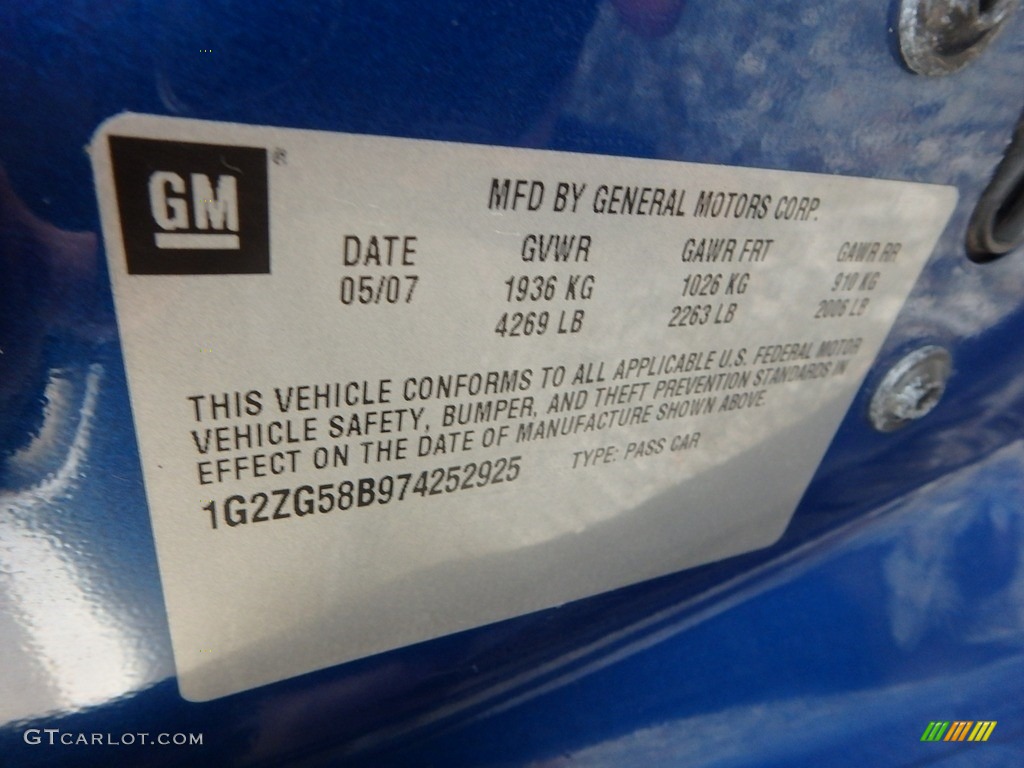 GM ®
MFD BY GENERAL MOTORS CORP.
DATE GVWR GAWR FRT GAWR RR
05/07 1936 KG 1026 KG 910 KG
4269 LB 2263 LB 2006 LB
THIS VEHICLE CONFORMS TO ALL APPLICABLE U.S. FEDERAL MOTOR
VEHICLE SAFETY, BUMPER, AND THEFT PREVENTION STANDARDS IN
EFFECT ON THE DATE OF MANUFACTURE SHOWN ABOVE.
1G2ZG58B974252925 TYPE: PASS CAR
GTCARLOT.COM